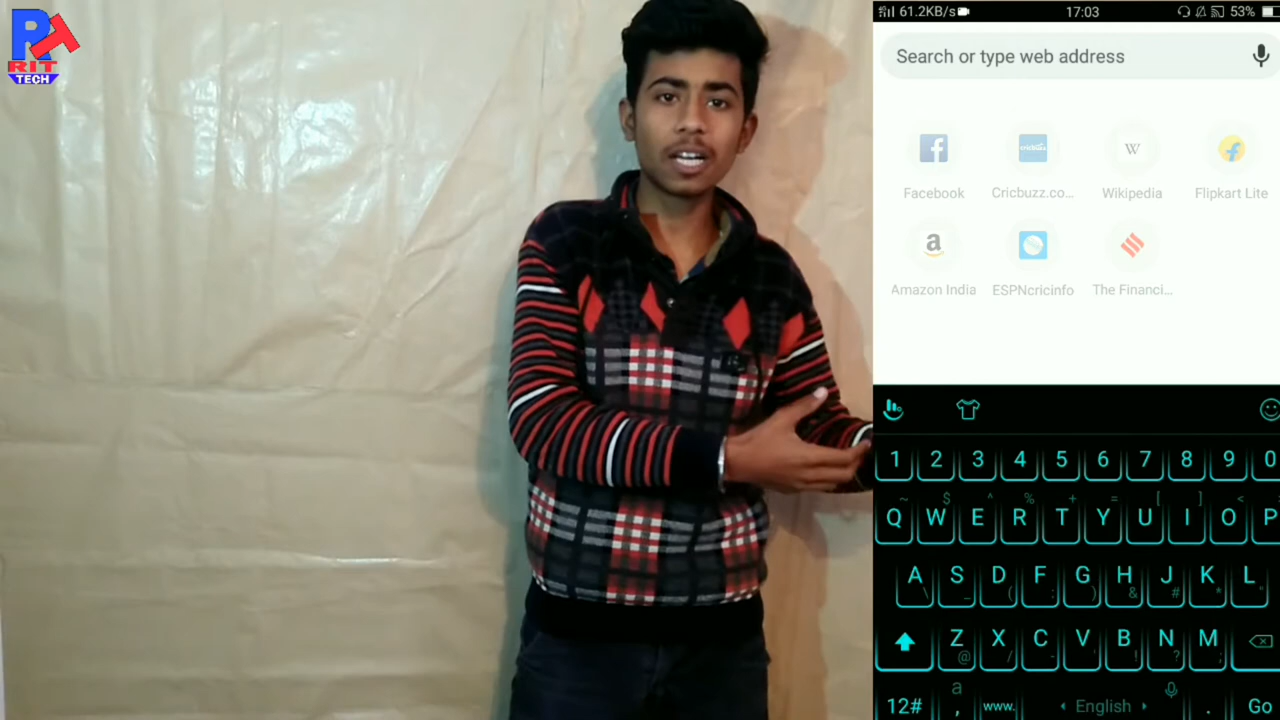 RIT
TECH
61.2KB/s 17:03 53%
Search or type web address
Facebook Cricbuzz.co... Wikipedia Flipkart Lite
Amazon India ESPNcricinfo The Financi...
1 2 3 4 5 6 7 8 9 0
~ $ ^ % + = [ ] <
Q W E R T Y U I O P
A S D F G H J K L
\ _ ( : ) & # * "
Z X C V B N M
@ / - ' ! ? ;
12# , www. English . Go